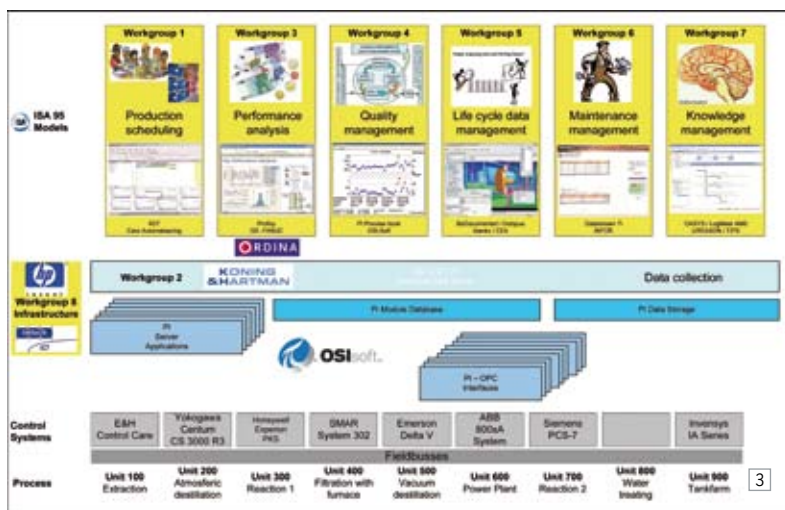 Workgroup 1
Workgroup 3
Workgroup 4
Workgroup 5
Workgroup 6
Workgroup 7
ISA 95
Models
Production
scheduling
Performance
analysis
Quality
management
Life cycle data
management
Maintenance
management
Knowledge
management
ORDINA
hp
invent
Workgroup 8
Infrastructure
Workgroup 2
KONING
&HARTMAN
Data collection
PI
Server
Applications
PI Module Database
PI Data Storage
OSIsoft.
PI – OPC
Interfaces
Control
Systems
E&H
Control Care
Yokogawa
Centum
CS 3000 R3
Honeywell
Experion
PKS
SMAR
System 302
Emerson
Delta V
ABB
800xA
System
Siemens
PCS-7
Invensys
IA Series
Fieldbusses
Process
Unit 100
Extraction
Unit 200
Atmosferic
destillation
Unit 300
Reaction 1
Unit 400
Filtration with
furnace
Unit 500
Vacuum
destillation
Unit 600
Power Plant
Unit 700
Reaction 2
Unit 800
Water
treating
Unit 900
Tankfarm
3